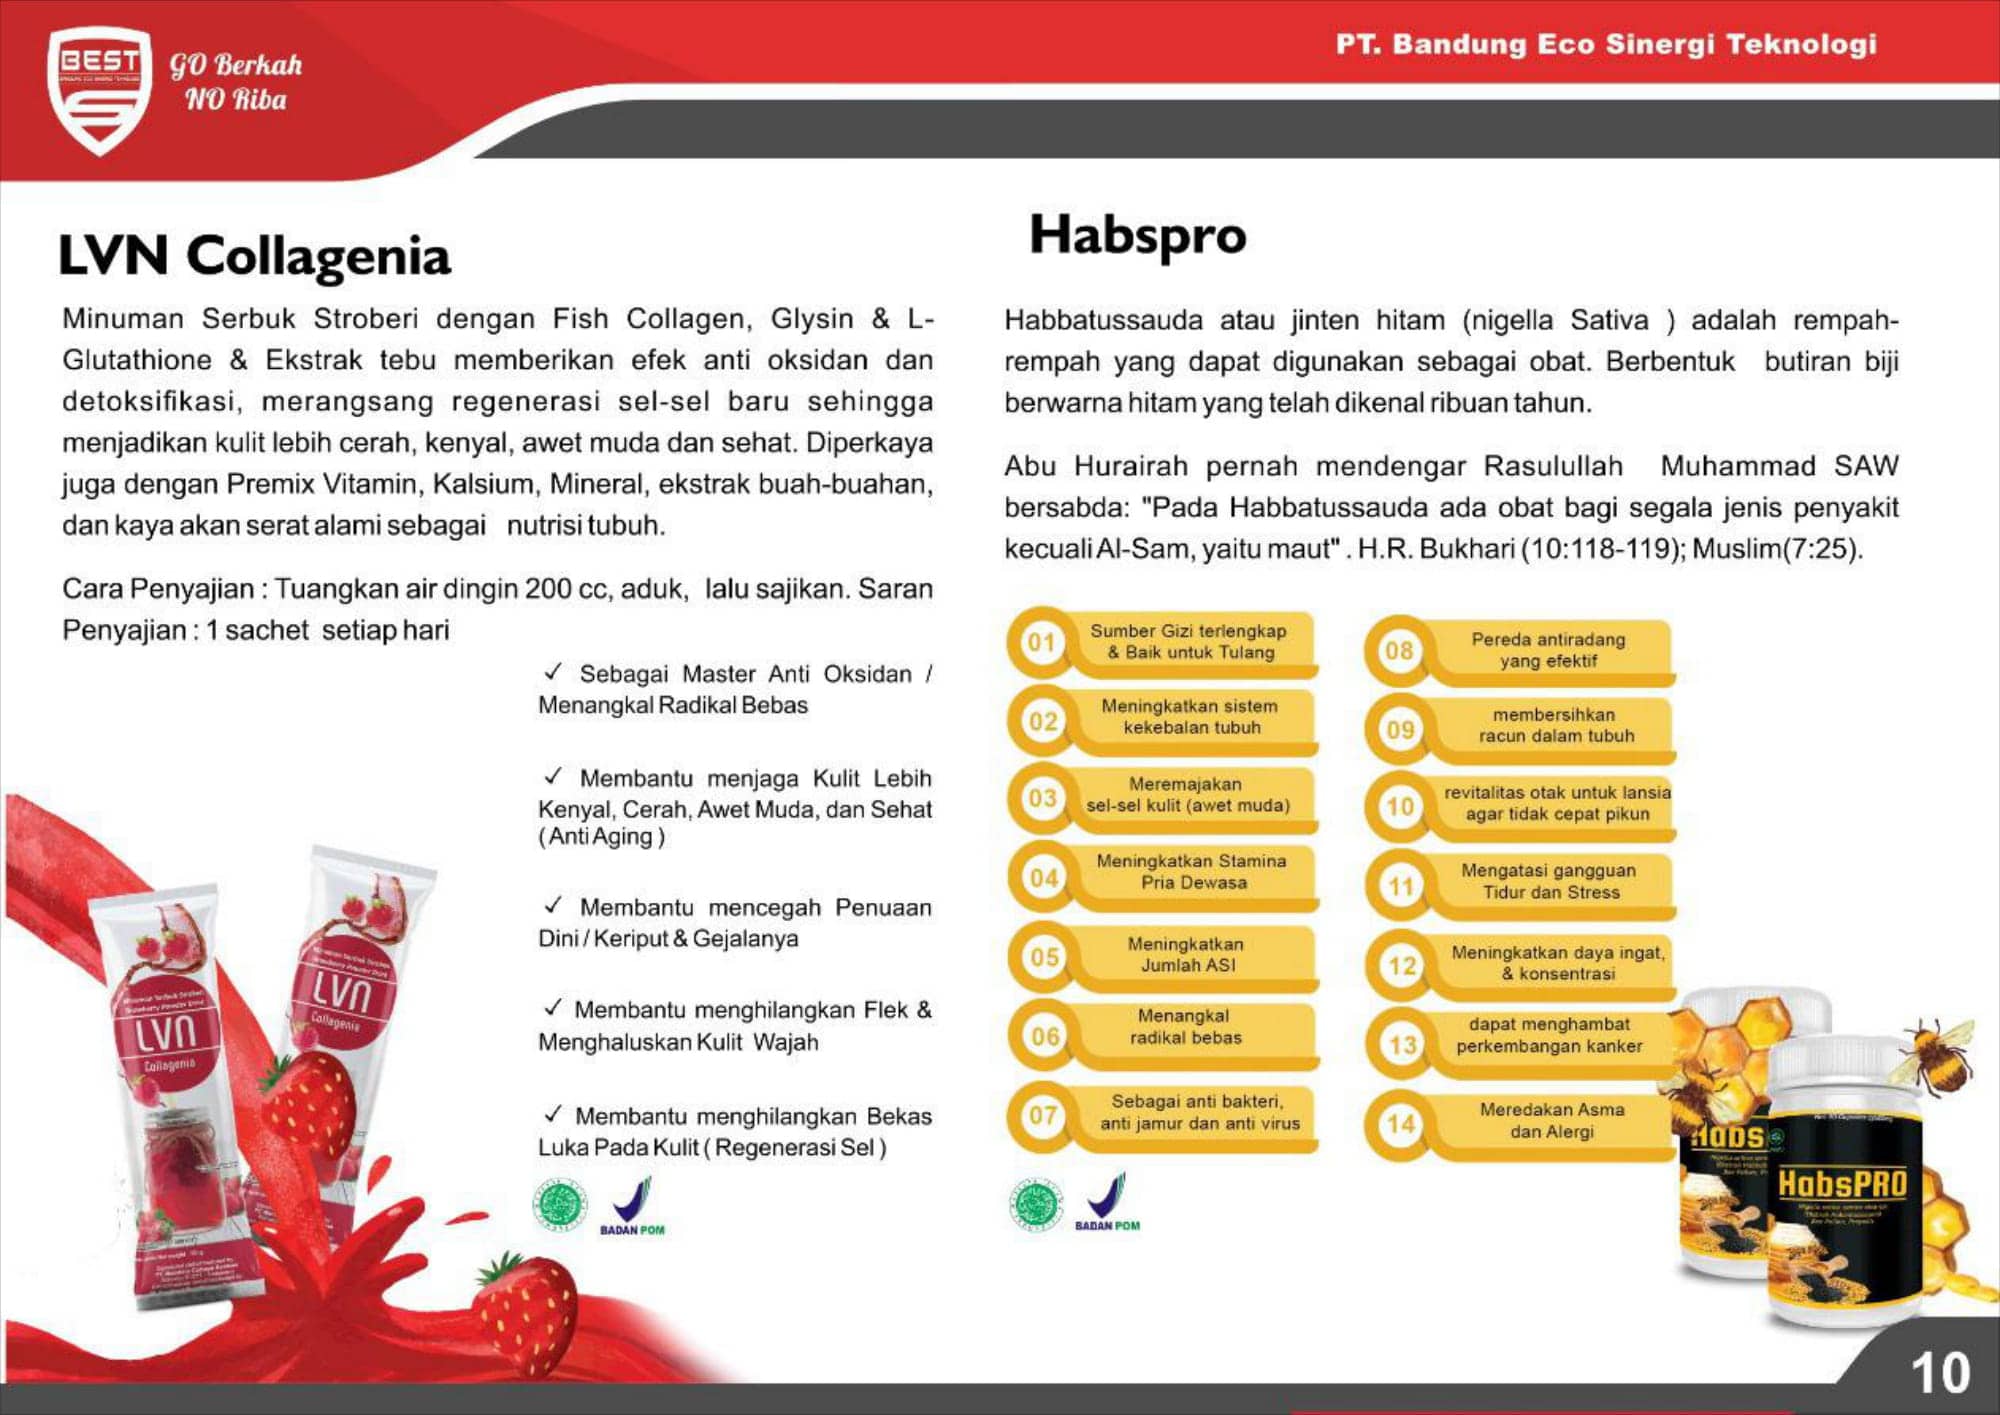 BEST
GO Berkah
NO Riba
PT. Bandung Eco Sinergi Teknologi
LVN Collagenia
Minuman Serbuk Stroberi dengan Fish Collagen, Glysin & L-
Glutathione & Ekstrak tebu memberikan efek anti oksidan dan
detoksifikasi, merangsang regenerasi sel-sel baru sehingga
menjadikan kulit lebih cerah, kenyal, awet muda dan sehat. Diperkaya
juga dengan Premix Vitamin, Kalsium, Mineral, ekstrak buah-buahan,
dan kaya akan serat alami sebagai nutrisi tubuh.
Cara Penyajian : Tuangkan air dingin 200 cc, aduk, lalu sajikan. Saran
Penyajian : 1 sachet setiap hari
✓ Sebagai Master Anti Oksidan /
Menangkal Radikal Bebas
✓ Membantu menjaga Kulit Lebih
Kenyal, Cerah, Awet Muda, dan Sehat
( Anti Aging )
✓ Membantu mencegah Penuaan
Dini / Keriput & Gejalanya
✓ Membantu menghilangkan Flek &
Menghaluskan Kulit Wajah
✓ Membantu menghilangkan Bekas
Luka Pada Kulit ( Regenerasi Sel )
BADAN POM
LVN
Collagenia
LVN
Collagenia
Habspro
Habbatussauda atau jinten hitam (nigella Sativa ) adalah rempah-
rempah yang dapat digunakan sebagai obat. Berbentuk butiran biji
berwarna hitam yang telah dikenal ribuan tahun.
Abu Hurairah pernah mendengar Rasulullah Muhammad SAW
bersabda: "Pada Habbatussauda ada obat bagi segala jenis penyakit
kecuali Al-Sam, yaitu maut" . H.R. Bukhari (10:118-119); Muslim(7:25).
01
Sumber Gizi terlengkap
& Baik untuk Tulang
02
Meningkatkan sistem
kekebalan tubuh
03
Meremajakan
sel-sel kulit (awet muda)
04
Meningkatkan Stamina
Pria Dewasa
05
Meningkatkan
Jumlah ASI
06
Menangkal
radikal bebas
07
Sebagai anti bakteri,
anti jamur dan anti virus
08
Pereda antiradang
yang efektif
09
membersihkan
racun dalam tubuh
10
revitalitas otak untuk lansia
agar tidak cepat pikun
11
Mengatasi gangguan
Tidur dan Stress
12
Meningkatkan daya ingat,
& konsentrasi
13
dapat menghambat
perkembangan kanker
14
Meredakan Asma
dan Alergi
BADAN POM
HabsPRO
10